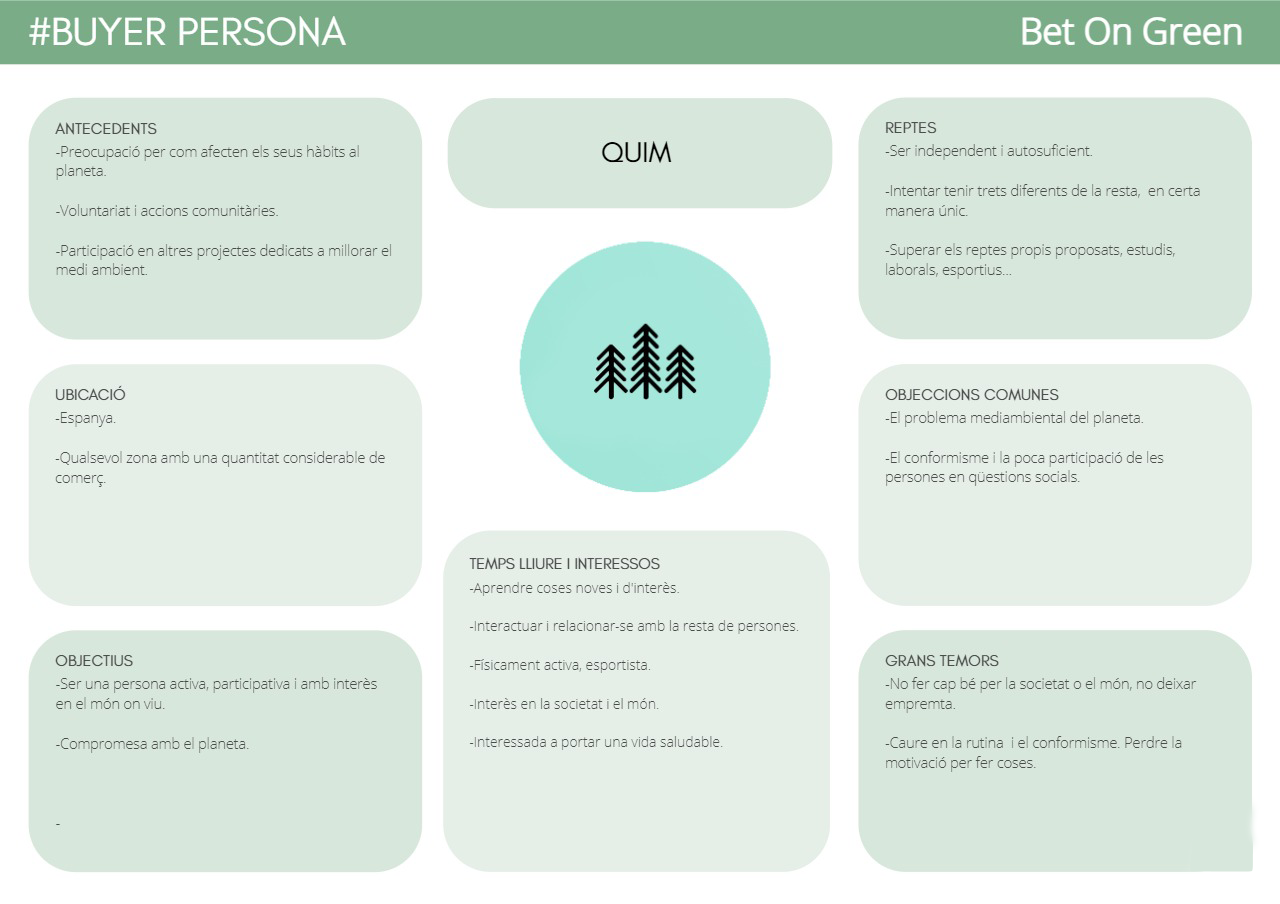 #BUYER PERSONA
Bet On Green
ANTECEDENTS
-Preocupació per com afecten els seus hàbits al
planeta.
-Voluntariat i accions comunitàries.
-Participació en altres projectes dedicats a millorar el
medi ambient.
UBICACIÓ
-Espanya.
-Qualsevol zona amb una quantitat considerable de
comerç.
OBJECTIUS
-Ser una persona activa, participativa i amb interès
en el món on viu.
-Compromesa amb el planeta.
-
QUIM
TEMPS LLIURE I INTERESSOS
-Aprendre coses noves i d'interès.
-Interactuar i relacionar-se amb la resta de persones.
-Físicament activa, esportista.
-Interès en la societat i el món.
-Interessada a portar una vida saludable.
REPTES
-Ser independent i autosuficient.
-Intentar tenir trets diferents de la resta,  en certa
manera únic.
-Superar els reptes propis proposats, estudis,
laborals, esportius...
OBJECCIONS COMUNES
-El problema mediambiental del planeta.
-El conformisme i la poca participació de les
persones en qüestions socials.
GRANS TEMORS
-No fer cap bé per la societat o el món, no deixar
empremta.
-Caure en la rutina  i el conformisme. Perdre la
motivació per fer coses.